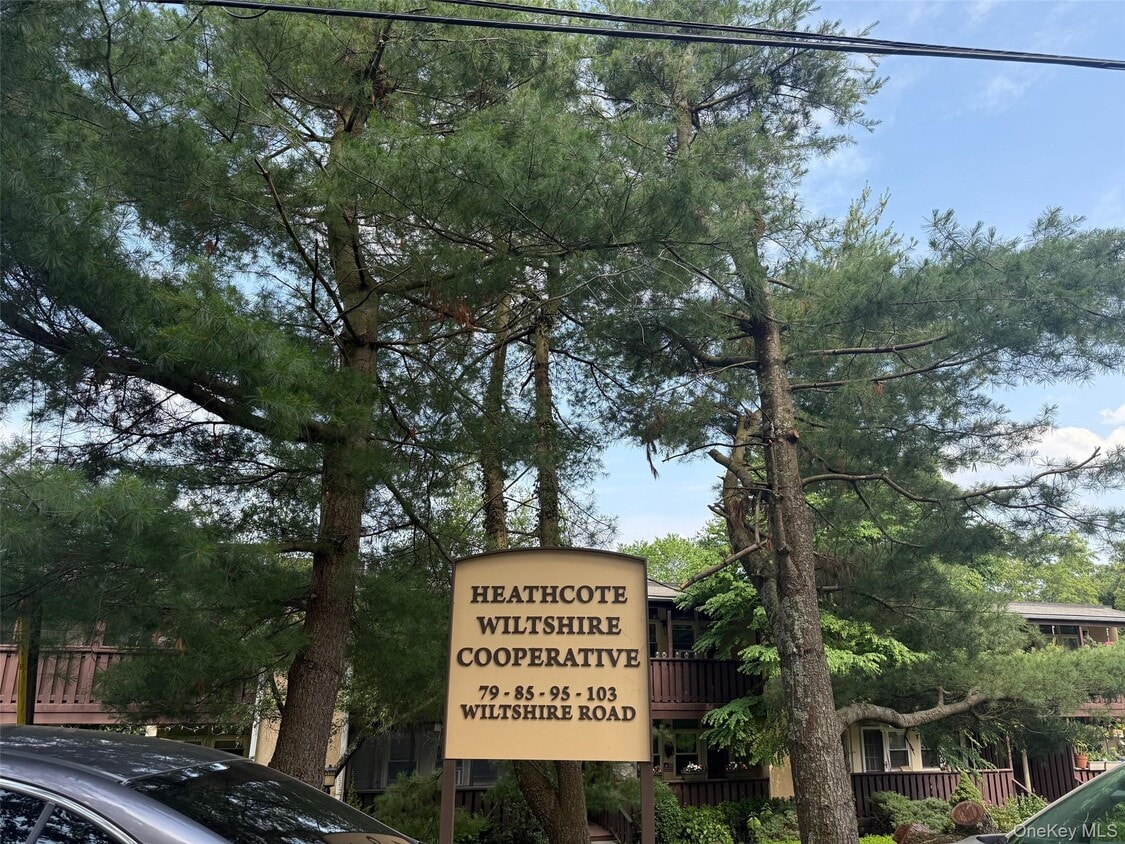 HEATHCOTE
WILTSHIRE
COOPERATIVE
79 - 85 - 95 - 103
WILTSHIRE ROAD
OneKey MLS